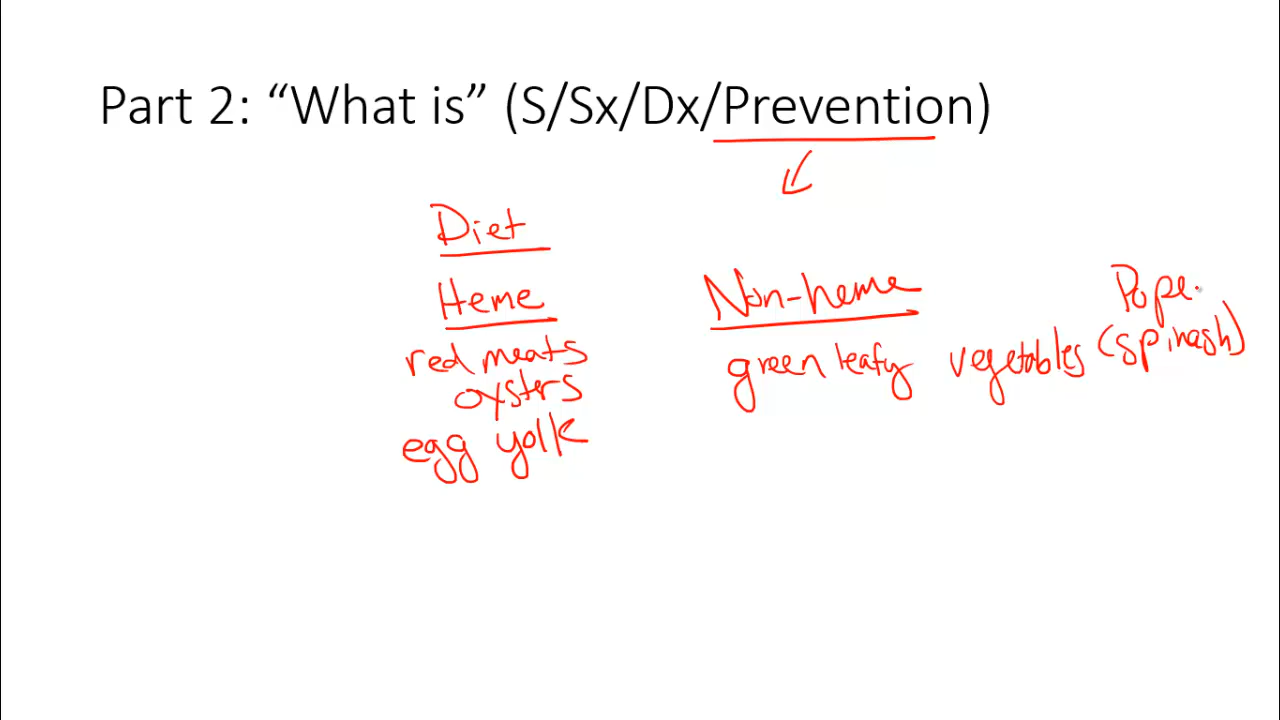 Part 2: “What is” (S/Sx/Dx/Prevention)
Diet
Heme
red meats
oysters
egg yolk
Non-heme
green leafy vegetables (spinash)
Pope